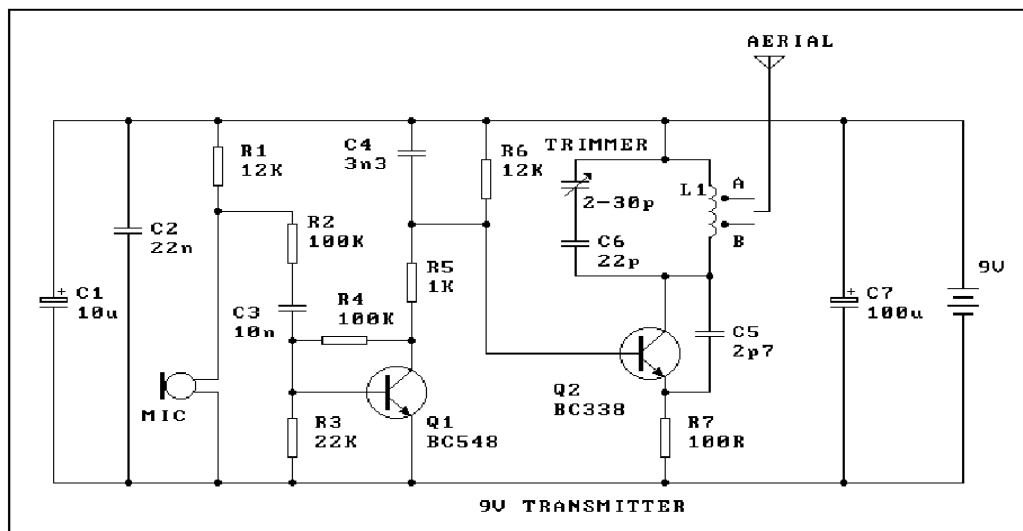 AERIAL
R1
12K
C4
3n3
R6
12K
TRIMMER
2-30p
L1
A
B
C2
22n
R2
100K
C6
22p
R5
1K
9V
C1
10u
C3
10n
R4
100K
C7
100u
C5
2p7
MIC
R3
22K
Q1
BC548
Q2
BC338
R7
100R
9V TRANSMITTER